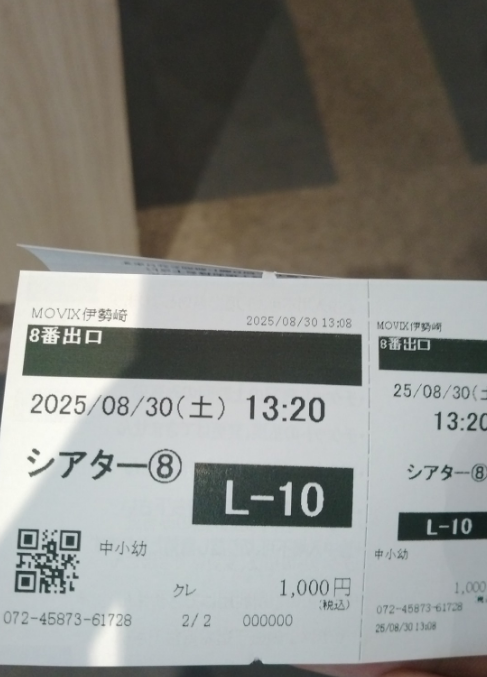 MOVIX伊勢崎
2025/08/30 13:08
8番出口
2025/08/30(土) 13:20
シアター⑧
L-10
中小幼
クレ
1,000円
(税込)
072-45873-61728
2/2
000000
MOVIX伊勢崎
8番出口
25/08/30(土
13:20
シアター⑧
L-10
中小幼
1,000
072-45873-61728
25/08/30 13:08